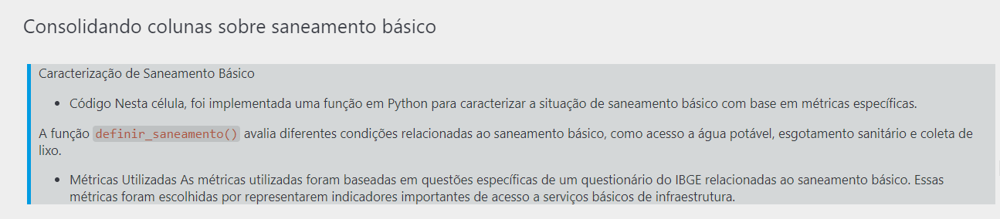 Consolidando colunas sobre saneamento básico
Caracterização de Saneamento Básico
• Código Nesta célula, foi implementada uma função em Python para caracterizar a situação de saneamento básico com base em métricas específicas.
A função definir_saneamento() avalia diferentes condições relacionadas ao saneamento básico, como acesso a água potável, esgotamento sanitário e coleta de
lixo.
• Métricas Utilizadas As métricas utilizadas foram baseadas em questões específicas de um questionário do IBGE relacionadas ao saneamento básico. Essas
métricas foram escolhidas por representarem indicadores importantes de acesso a serviços básicos de infraestrutura.